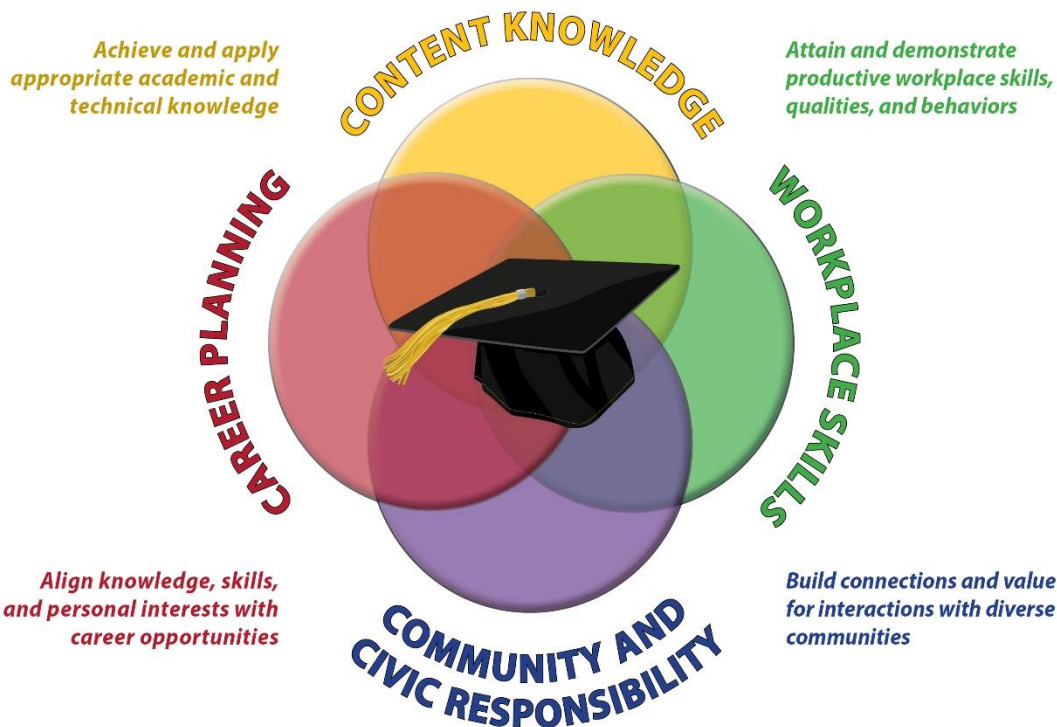 CONTENT KNOWLEDGE
Achieve and apply
appropriate academic and
technical knowledge
Attain and demonstrate
productive workplace skills,
qualities, and behaviors
CAREER PLANNING
WORKPLACE SKILLS
Align knowledge, skills,
and personal interests with
career opportunities
Build connections and value
for interactions with diverse
communities
COMMUNITY AND
CIVIC RESPONSIBILITY